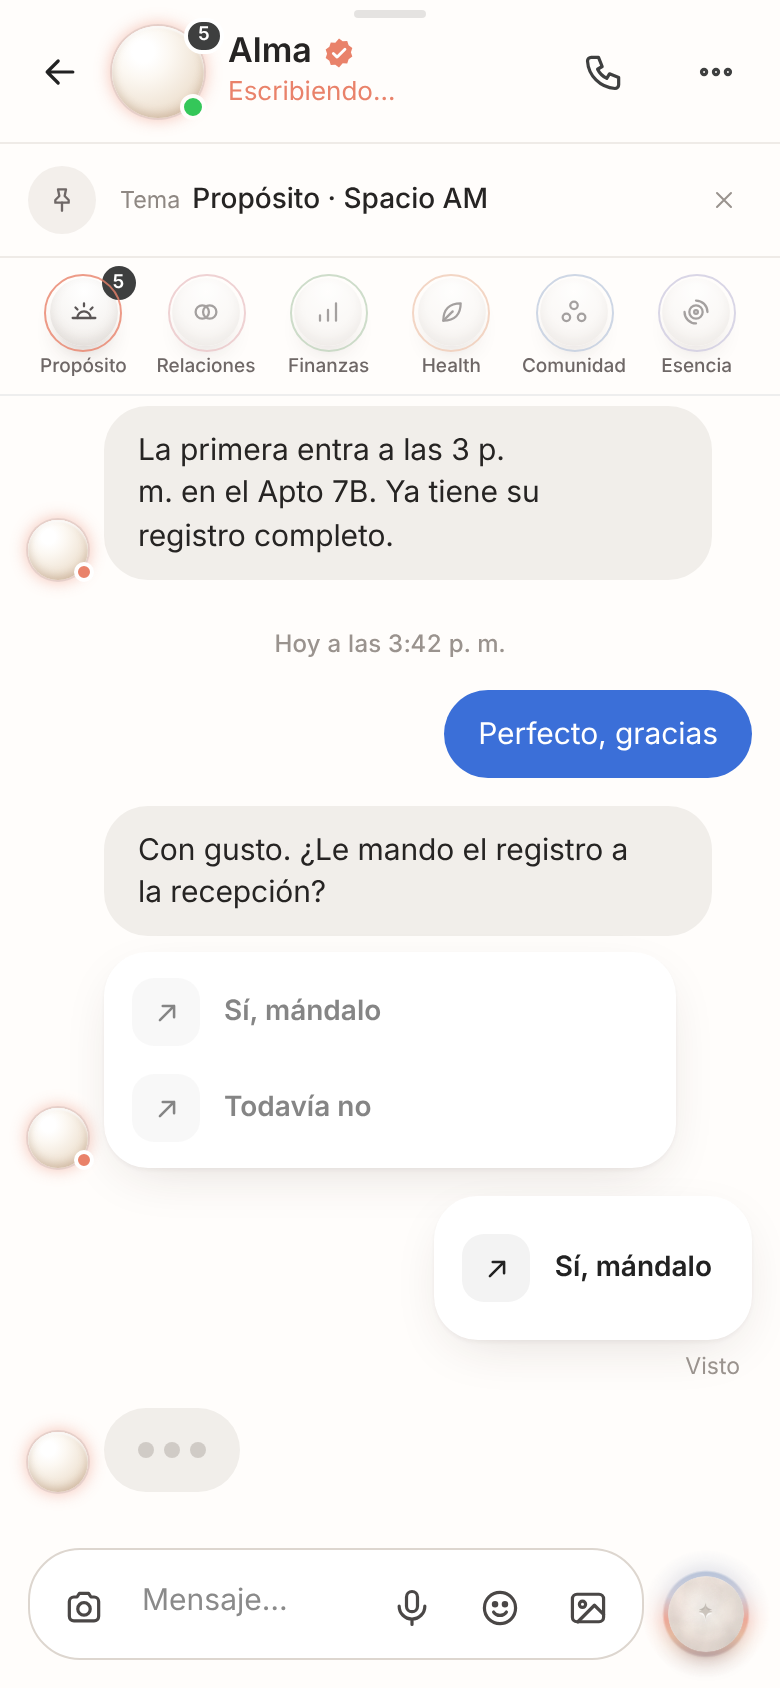 5
Alma
Escribiendo...
Tema Propósito · Spacio AM
5
Propósito Relaciones Finanzas Health Comunidad Esencia
La primera entra a las 3 p.
m. en el Apto 7B. Ya tiene su
registro completo.
Hoy a las 3:42 p. m.
Perfecto, gracias
Con gusto. ¿Le mando el registro a
la recepción?
Sí, mándalo
Todavía no
Sí, mándalo
Visto
Mensaje...